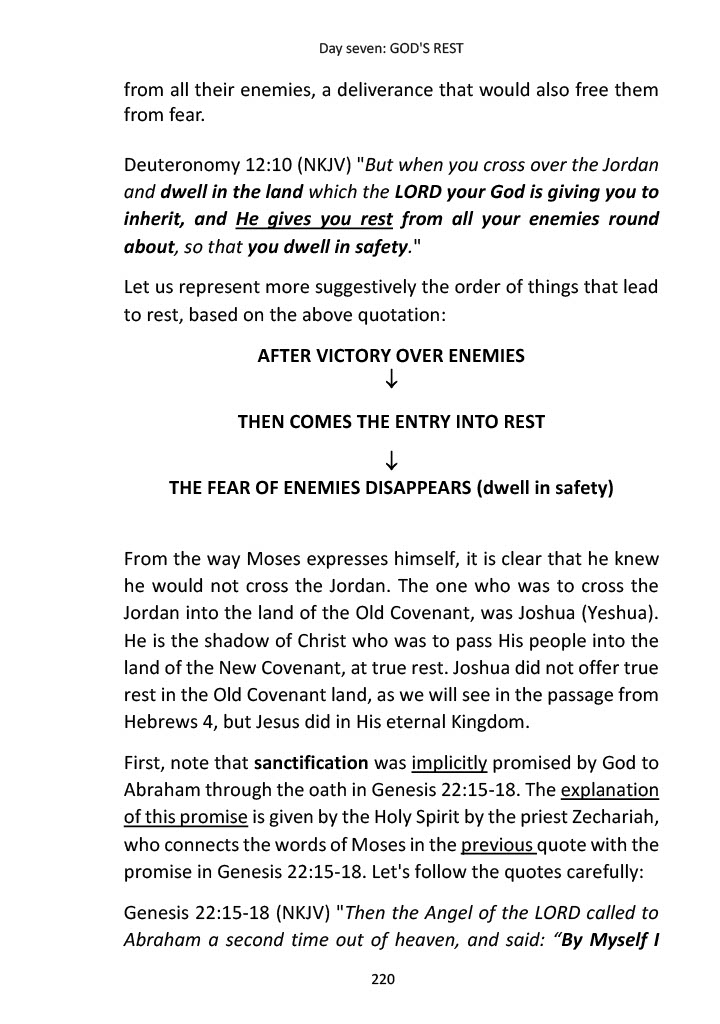 Day seven: GOD'S REST
from all their enemies, a deliverance that would also free them
from fear.
Deuteronomy 12:10 (NKJV) "But when you cross over the Jordan
and dwell in the land which the LORD your God is giving you to
inherit, and He gives you rest from all your enemies round
about, so that you dwell in safety."
Let us represent more suggestively the order of things that lead
to rest, based on the above quotation:
AFTER VICTORY OVER ENEMIES
↓
THEN COMES THE ENTRY INTO REST
↓
THE FEAR OF ENEMIES DISAPPEARS (dwell in safety)
From the way Moses expresses himself, it is clear that he knew
he would not cross the Jordan. The one who was to cross the
Jordan into the land of the Old Covenant, was Joshua (Yeshua).
He is the shadow of Christ who was to pass His people into the
land of the New Covenant, at true rest. Joshua did not offer true
rest in the Old Covenant land, as we will see in the passage from
Hebrews 4, but Jesus did in His eternal Kingdom.
First, note that sanctification was implicitly promised by God to
Abraham through the oath in Genesis 22:15-18. The explanation
of this promise is given by the Holy Spirit by the priest Zechariah,
who connects the words of Moses in the previous quote with the
promise in Genesis 22:15-18. Let's follow the quotes carefully:
Genesis 22:15-18 (NKJV) "Then the Angel of the LORD called to
Abraham a second time out of heaven, and said: “By Myself I
220